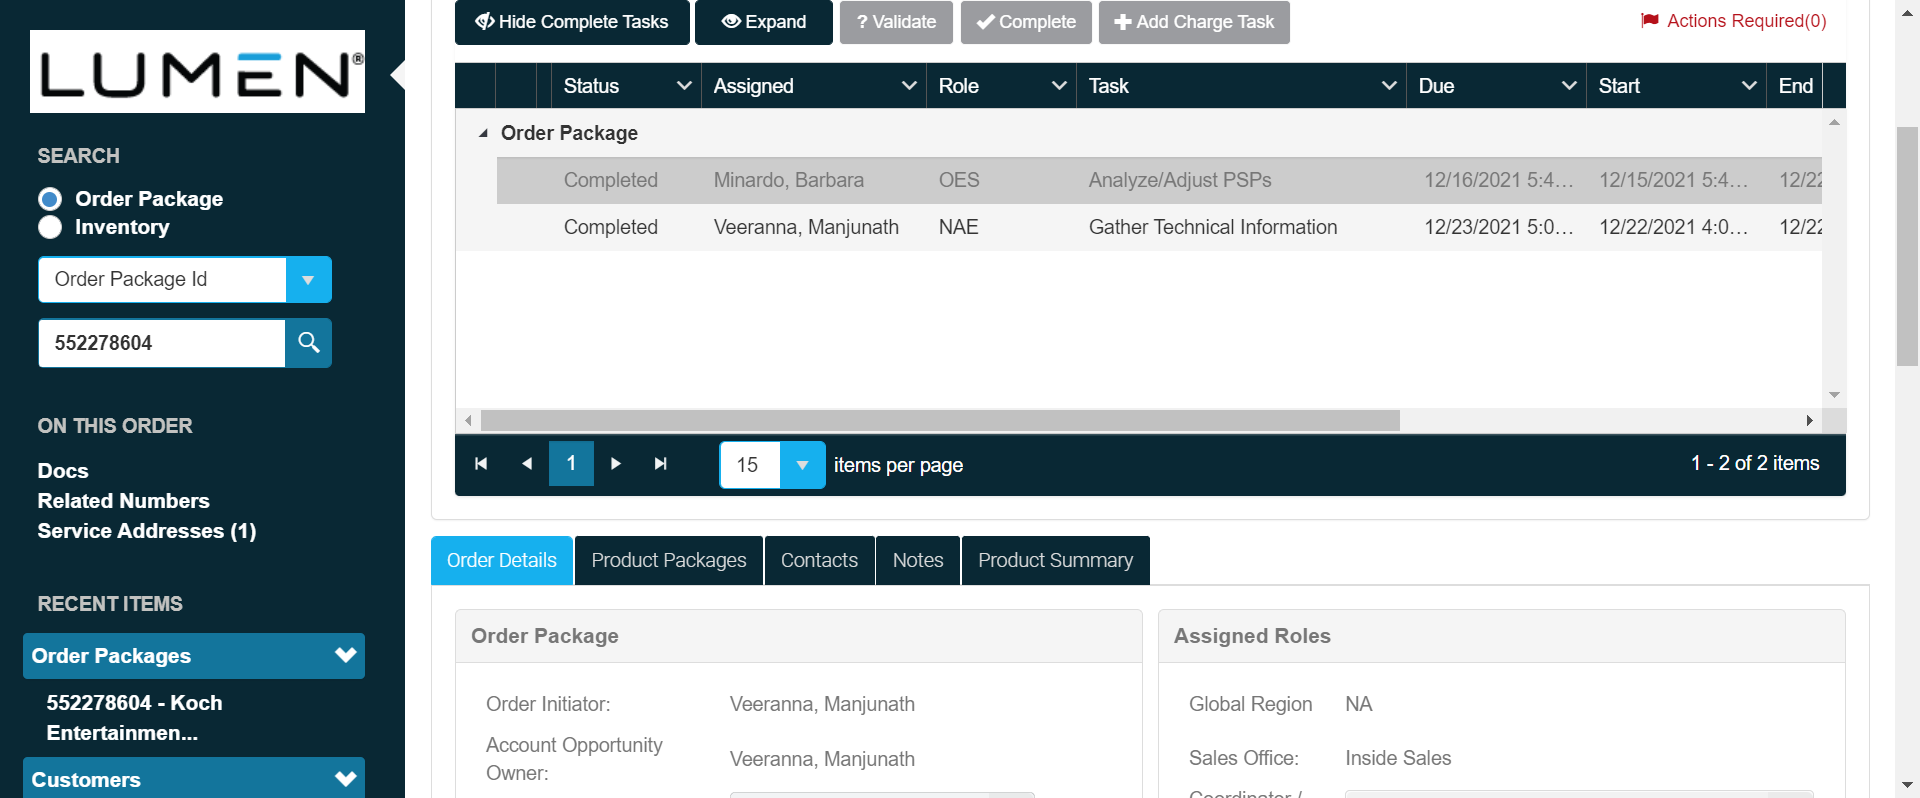 LUMEN®
SEARCH
Order Package
Inventory
Order Package Id
552278604
ON THIS ORDER
Docs
Related Numbers
Service Addresses (1)
RECENT ITEMS
Order Packages
552278604 - Koch
Entertainmen...
Customers
Hide Complete Tasks Expand ? Validate Complete Add Charge Task Actions Required(0)
Status Assigned Role Task Due Start End
Order Package
Completed Minardo, Barbara OES Analyze/Adjust PSPs 12/16/2021 5:4... 12/15/2021 5:4... 12/22
Completed Veeranna, Manjunath NAE Gather Technical Information 12/23/2021 5:0... 12/22/2021 4:0... 12/22
1 15 items per page 1 - 2 of 2 items
Order Details Product Packages Contacts Notes Product Summary
Order Package
Order Initiator: Veeranna, Manjunath
Account Opportunity
Owner: Veeranna, Manjunath
Assigned Roles
Global Region NA
Sales Office: Inside Sales
Coordinator /